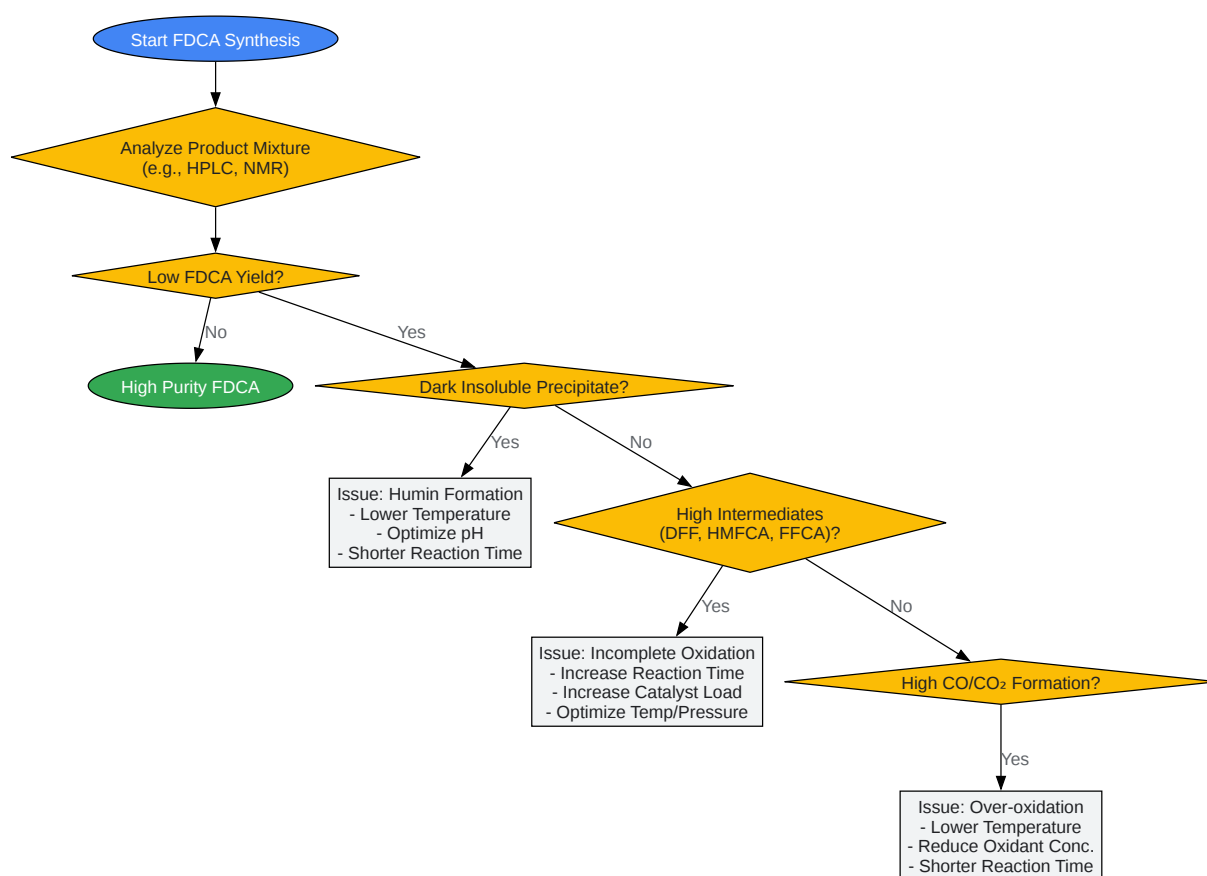 Start FDCA Synthesis
Analyze Product Mixture
(e.g., HPLC, NMR)
Low FDCA Yield?
No
Yes
High Purity FDCA
Dark Insoluble Precipitate?
Yes
No
Issue: Humin Formation
- Lower Temperature
- Optimize pH
- Shorter Reaction Time
High Intermediates
(DFF, HMFCA, FFCA)?
Yes
No
Issue: Incomplete Oxidation
- Increase Reaction Time
- Increase Catalyst Load
- Optimize Temp/Pressure
High CO/CO₂ Formation?
Yes
Issue: Over-oxidation
- Lower Temperature
- Reduce Oxidant Conc.
- Shorter Reaction Time